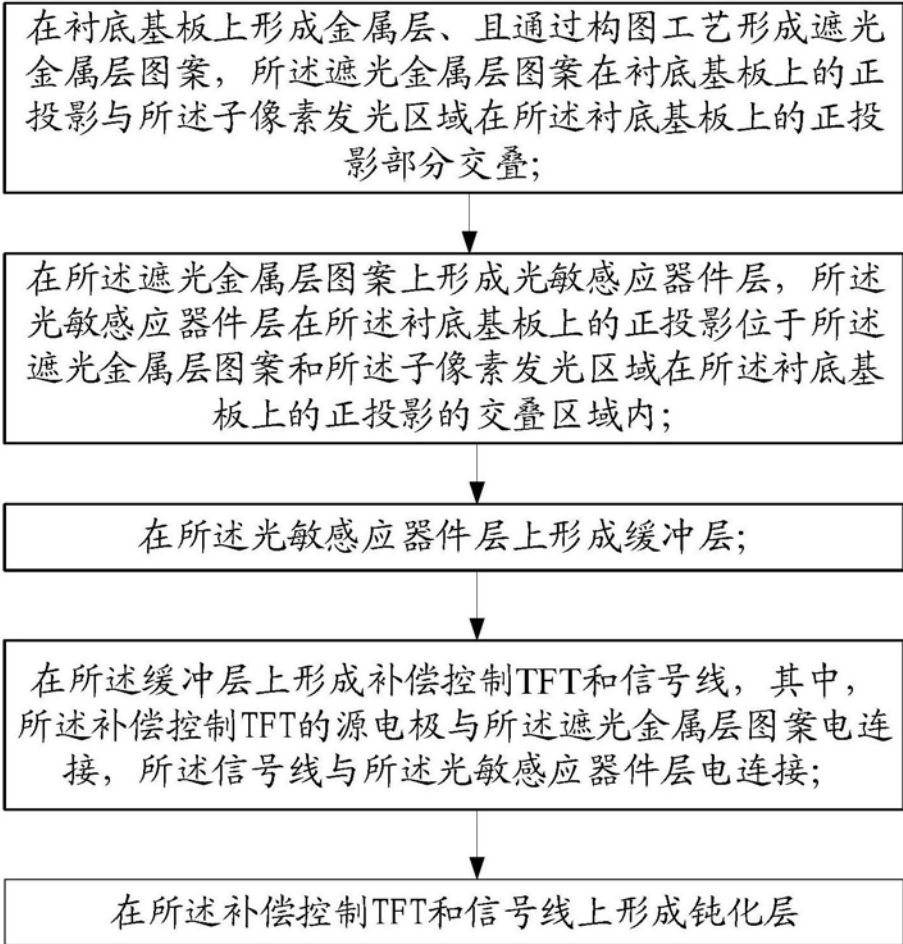 在衬底基板上形成金属层、且通过构图工艺形成遮光
金属层图案，所述遮光金属层图案在衬底基板上的正
投影与所述子像素发光区域在所述衬底基板上的正投
影部分交叠；
在所述遮光金属层图案上形成光敏感应器件层，所述
光敏感应器件层在所述衬底基板上的正投影位于所述
遮光金属层图案和所述子像素发光区域在所述衬底基
板上的正投影的交叠区域内；
在所述光敏感应器件层上形成缓冲层；
在所述缓冲层上形成补偿控制TFT和信号线，其中，
所述补偿控制TFT的源电极与所述遮光金属层图案电连
接，所述信号线与所述光敏感应器件层电连接；
在所述补偿控制TFT和信号线上形成钝化层